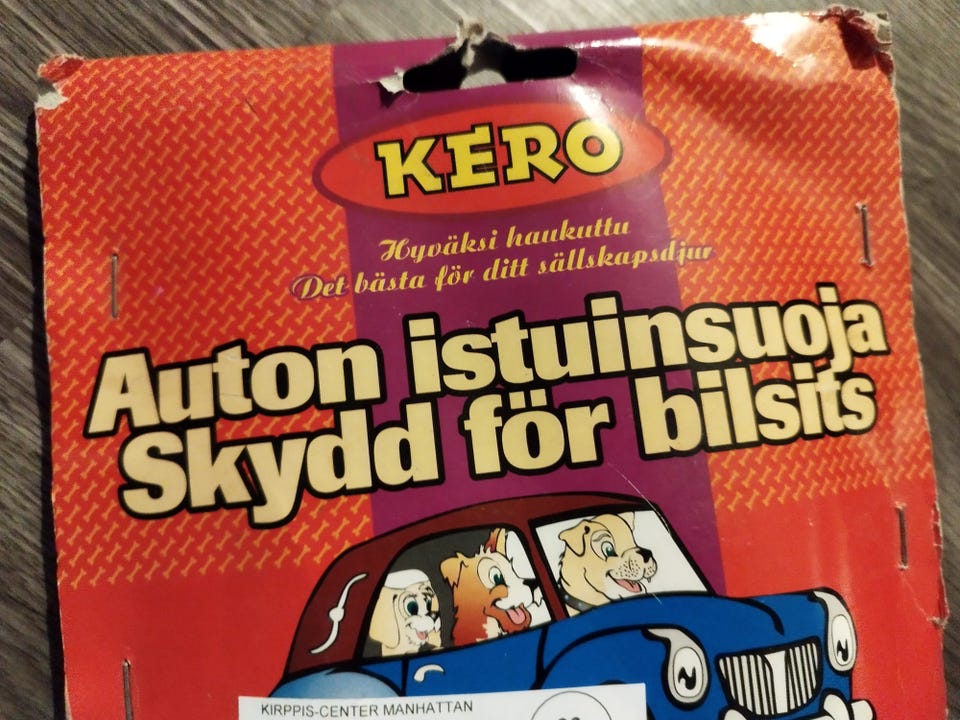 KERO
Hyväksi haukuttu
Det bästa för ditt sällskapsdjur
Auton istuinsuoja
Skydd för bilsits
KIRPPIS-CENTER MANHATTAN